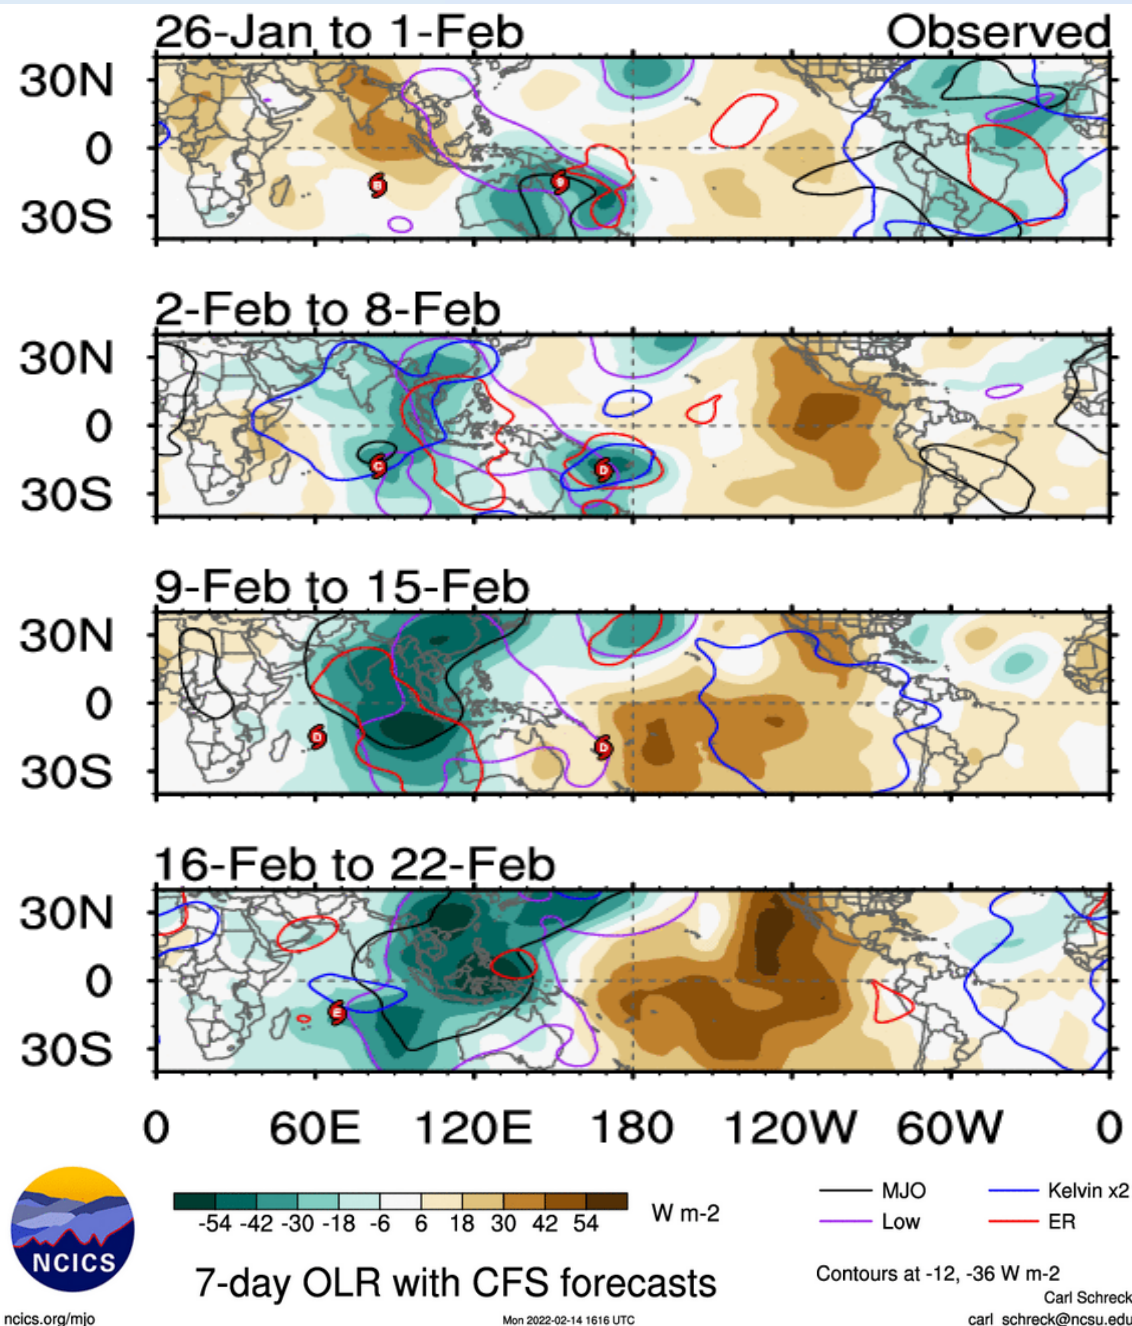 26-Jan to 1-Feb Observed
30N
0
30S
2-Feb to 8-Feb
30N
0
30S
C
D
9-Feb to 15-Feb
30N
0
30S
D
D
16-Feb to 22-Feb
30N
0
30S
E
0 60E 120E 180 120W 60W 0
-54 -42 -30 -18 -6 6 18 30 42 54 W m-2
MJO Kelvin x2
Low ER
NCICS
7-day OLR with CFS forecasts
Contours at -12, -36 W m-2
Carl Schreck
ncics.org/mjo Mon 2022-02-14 1616 UTC carl_schreck@ncsu.edu